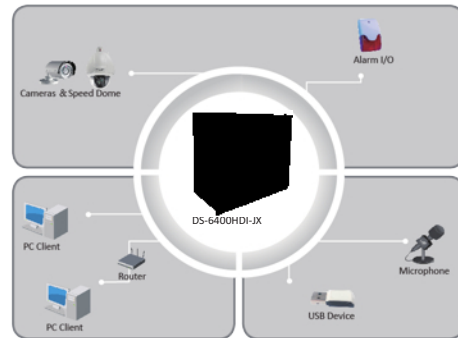 Alarm I/O
Cameras & Speed Dome
DS-6400HDI-JX
PC Client
Router
Microphone
PC Client
USB Device